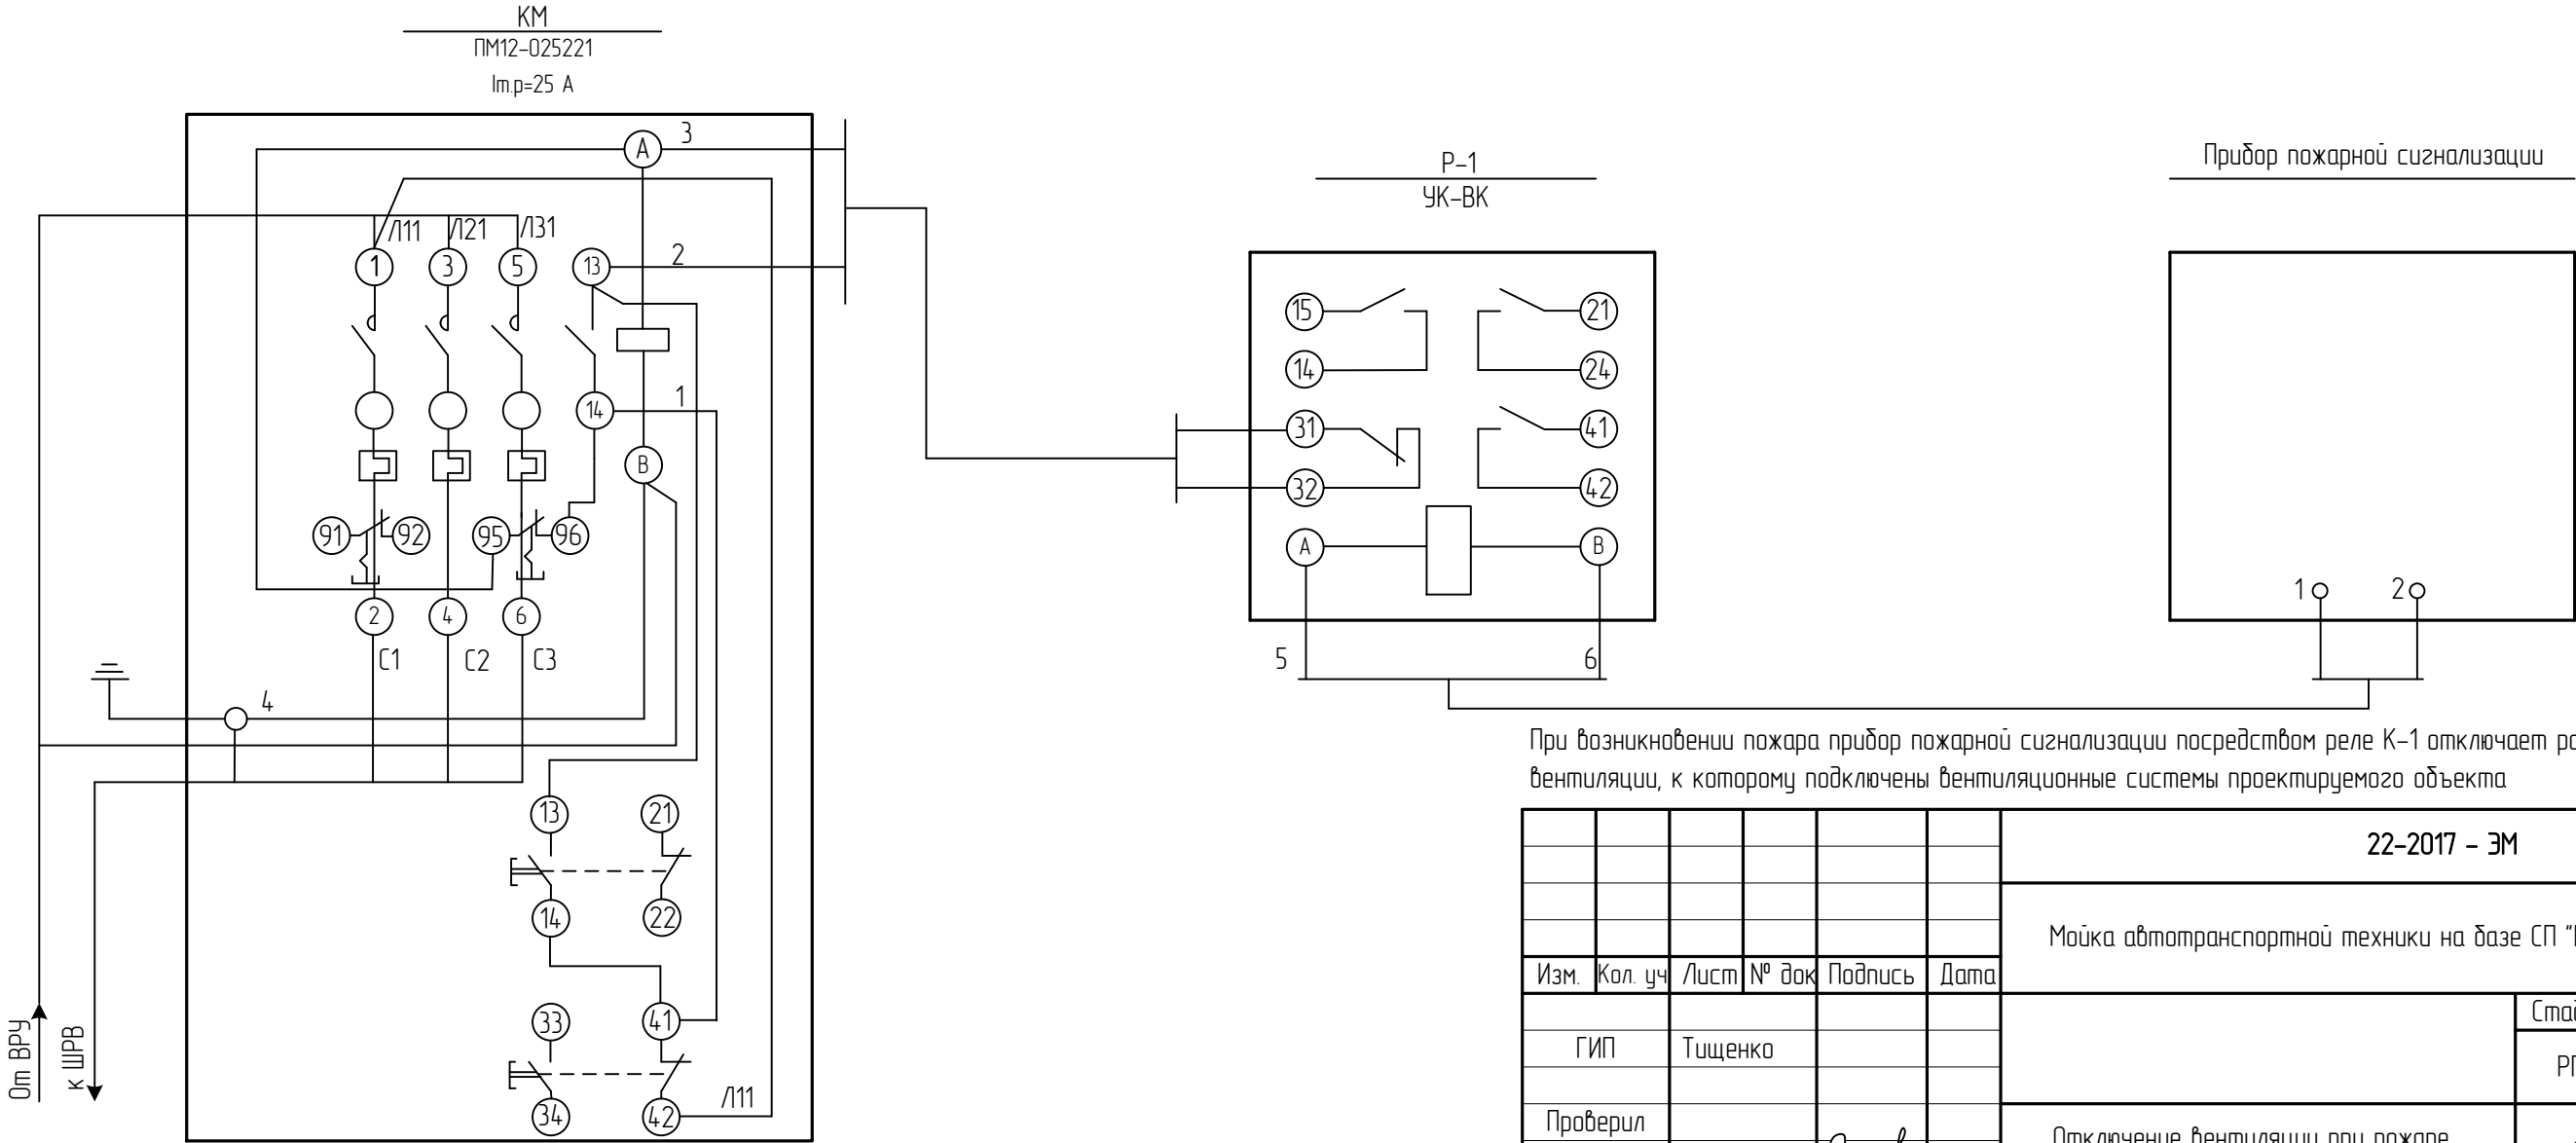 КМ
ПМ12-025221
Iт.р=25 А
А
3
Л11
Л21
Л31
1
3
5
13
2
14
1
В
91
92
95
96
2
4
6
С1
С2
С3
4
13
21
14
22
33
41
34
42
Л11
От ВРУ
к ШРВ
Р-1
УК-ВК
15
21
14
24
31
41
32
42
А
В
5
6
Прибор пожарной сигнализации
1
2
При возникновении пожара прибор пожарной сигнализации посредством реле К-1 отключает
вентиляции, к которому подключены вентиляционные системы проектируемого объекта
22-2017 - ЭМ
Мойка автотранспортной техники на базе СП "
Изм.
Кол. уч
Лист
№ док
Подпись
Дата
ГИП
Тищенко
Проверил
Отключение вентиляции при пожаре